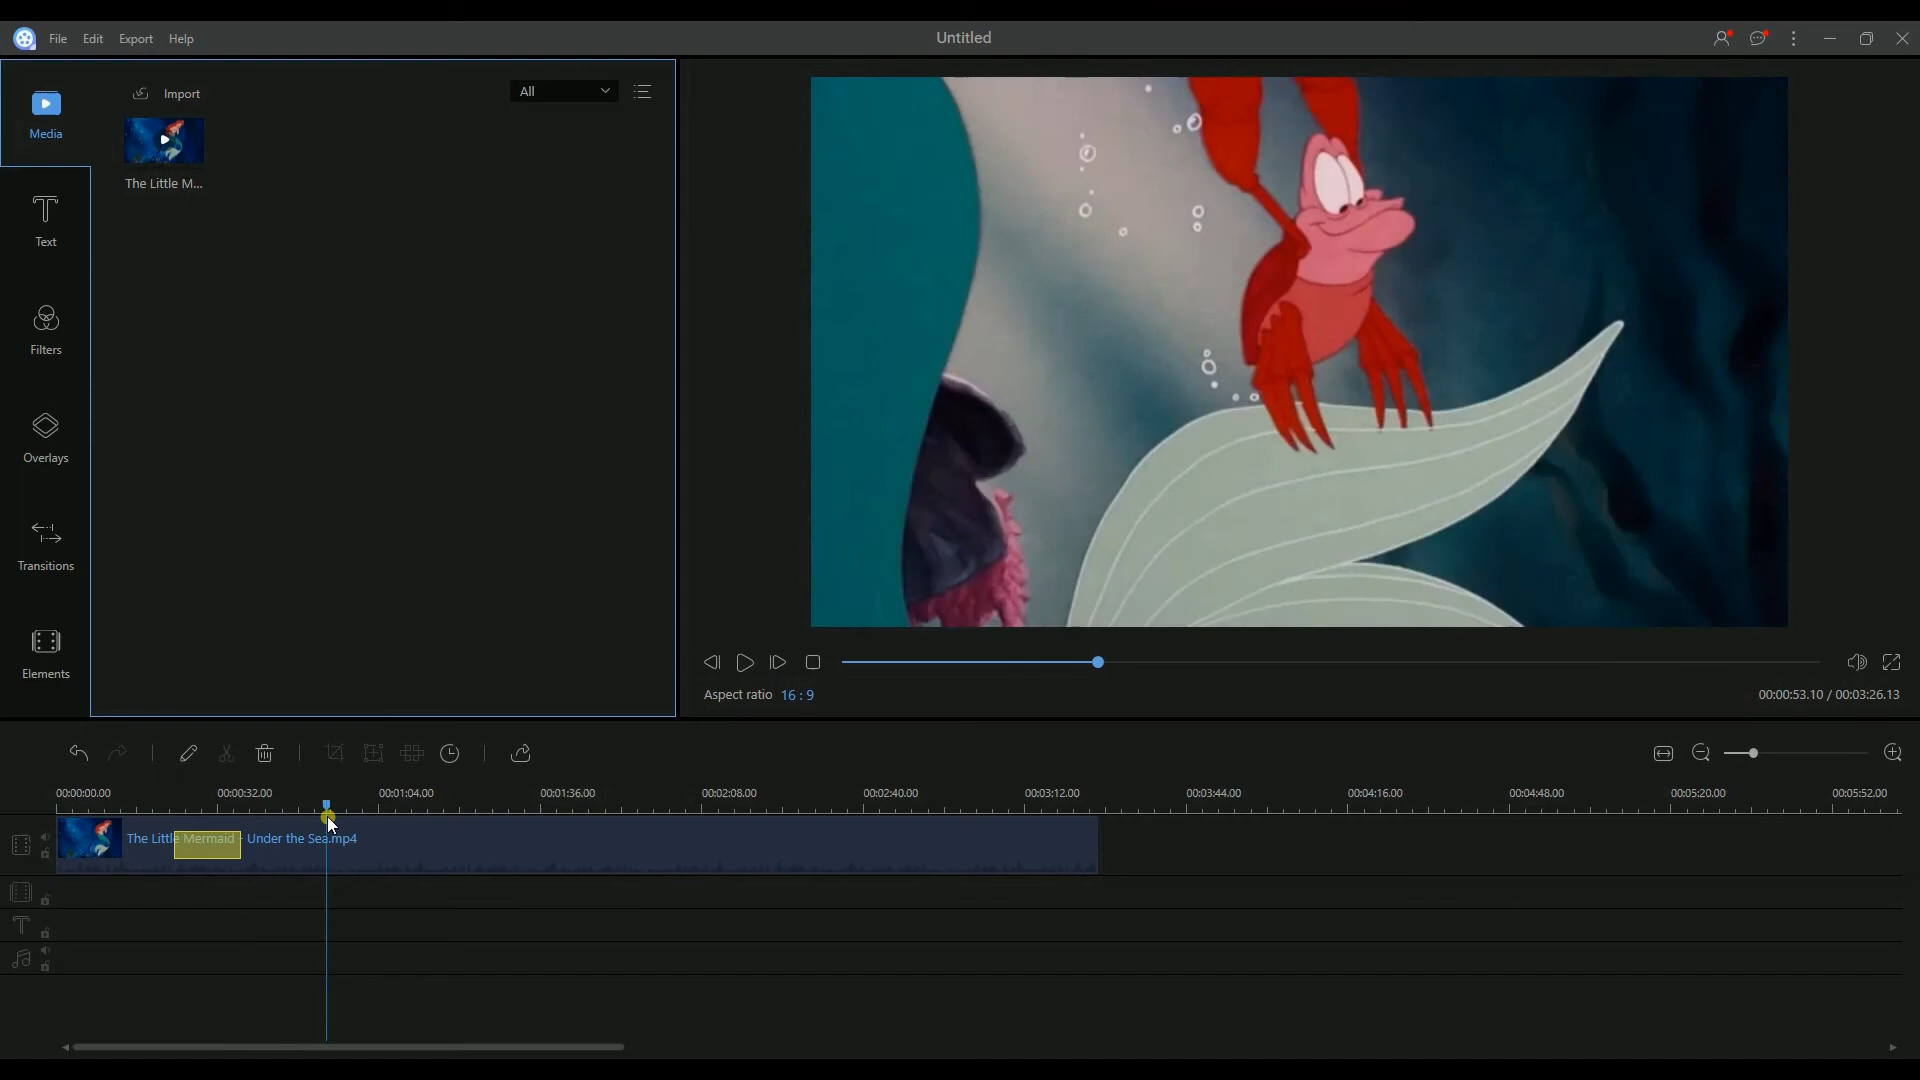 File Edit Export Help
Untitled
Media
Import
All
The Little M...
Text
Filters
Overlays
Transitions
Elements
Aspect ratio 16 : 9
00:00:53.10 / 00:03:26.13
00:00:00.00 00:00:32.00 00:01:04.00 00:01:36.00 00:02:08.00 00:02:40.00 00:03:12.00 00:03:44.00 00:04:16.00 00:04:48.00 00:05:20.00 00:05:52.00
The Little Mermaid - Under the Sea.mp4